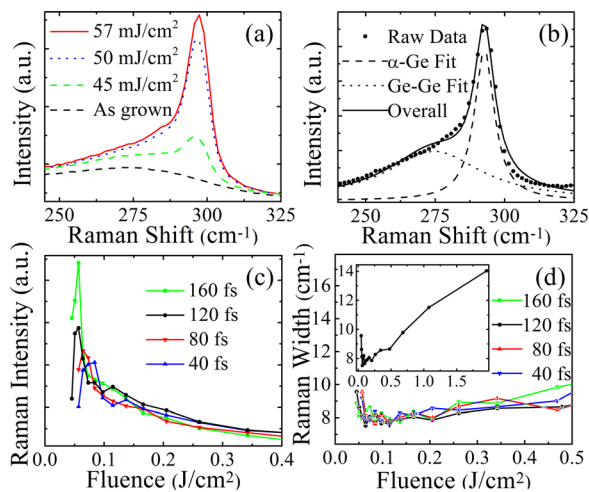 57 mJ/cm²
50 mJ/cm²
45 mJ/cm²
As grown
(a)
Intensity (a.u.)
250 275 300 325
Raman Shift (cm⁻¹)
Raw Data
α-Ge Fit
Ge-Ge Fit
Overall
(b)
Intensity (a.u.)
250 275 300 325
Raman Shift (cm⁻¹)
(c)
160 fs
120 fs
80 fs
40 fs
Raman Intensity (a.u.)
0.0 0.1 0.2 0.3 0.4
Fluence (J/cm²)
(d)
160 fs
120 fs
80 fs
40 fs
14
12
10
8
0.0 0.5 1.0 1.5
Raman Width (cm⁻¹)
16
14
12
10
8
6
0.0 0.1 0.2 0.3 0.4 0.5
Fluence (J/cm²)